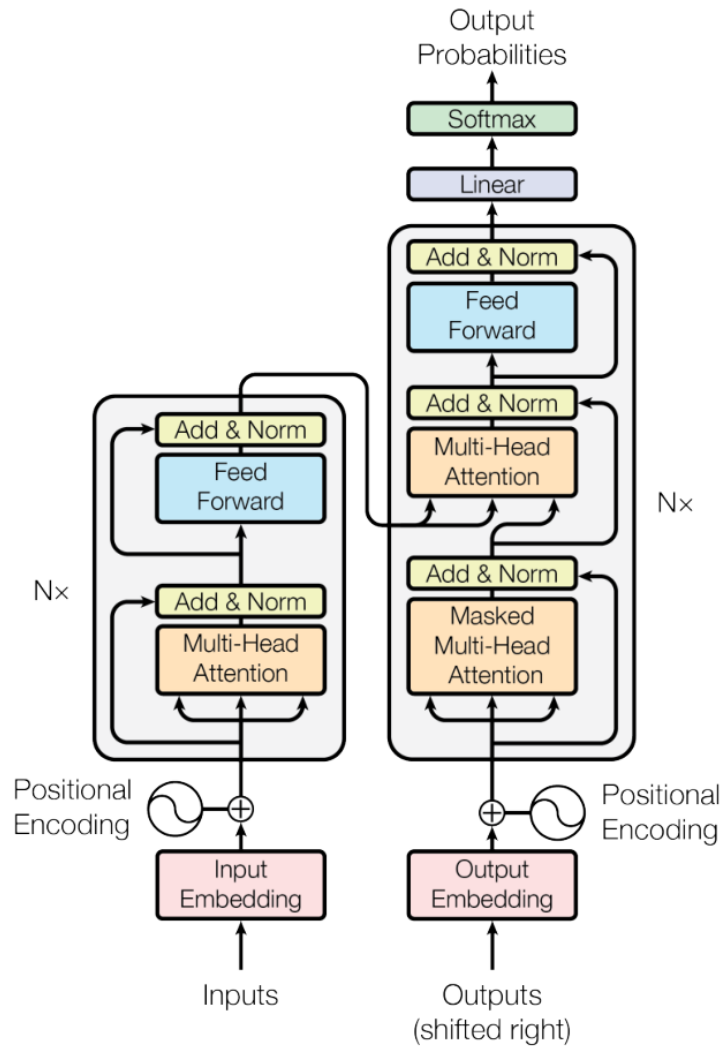 Output
Probabilities
Softmax
Linear
Add & Norm
Feed
Forward
Add & Norm
Multi-Head
Attention
N×
Add & Norm
Masked
Multi-Head
Attention
Add & Norm
Feed
Forward
N×
Add & Norm
Multi-Head
Attention
Positional
Encoding
Positional
Encoding
Input
Embedding
Output
Embedding
Inputs
Outputs
(shifted right)